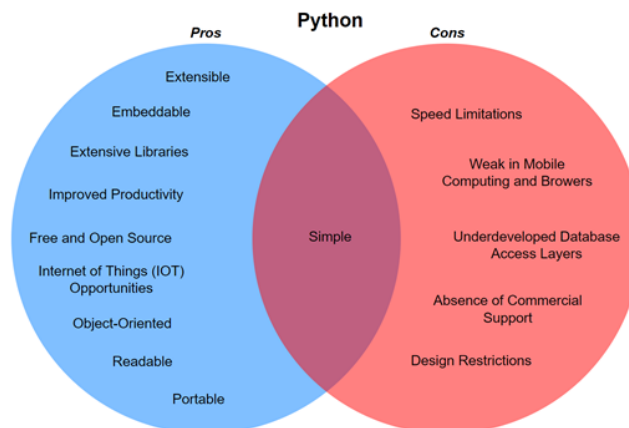 Python
Pros
Cons
Extensible
Embeddable
Extensive Libraries
Improved Productivity
Free and Open Source
Internet of Things (IOT)
Opportunities
Object-Oriented
Readable
Portable
Simple
Speed Limitations
Weak in Mobile
Computing and Browers
Underdeveloped Database
Access Layers
Absence of Commercial
Support
Design Restrictions